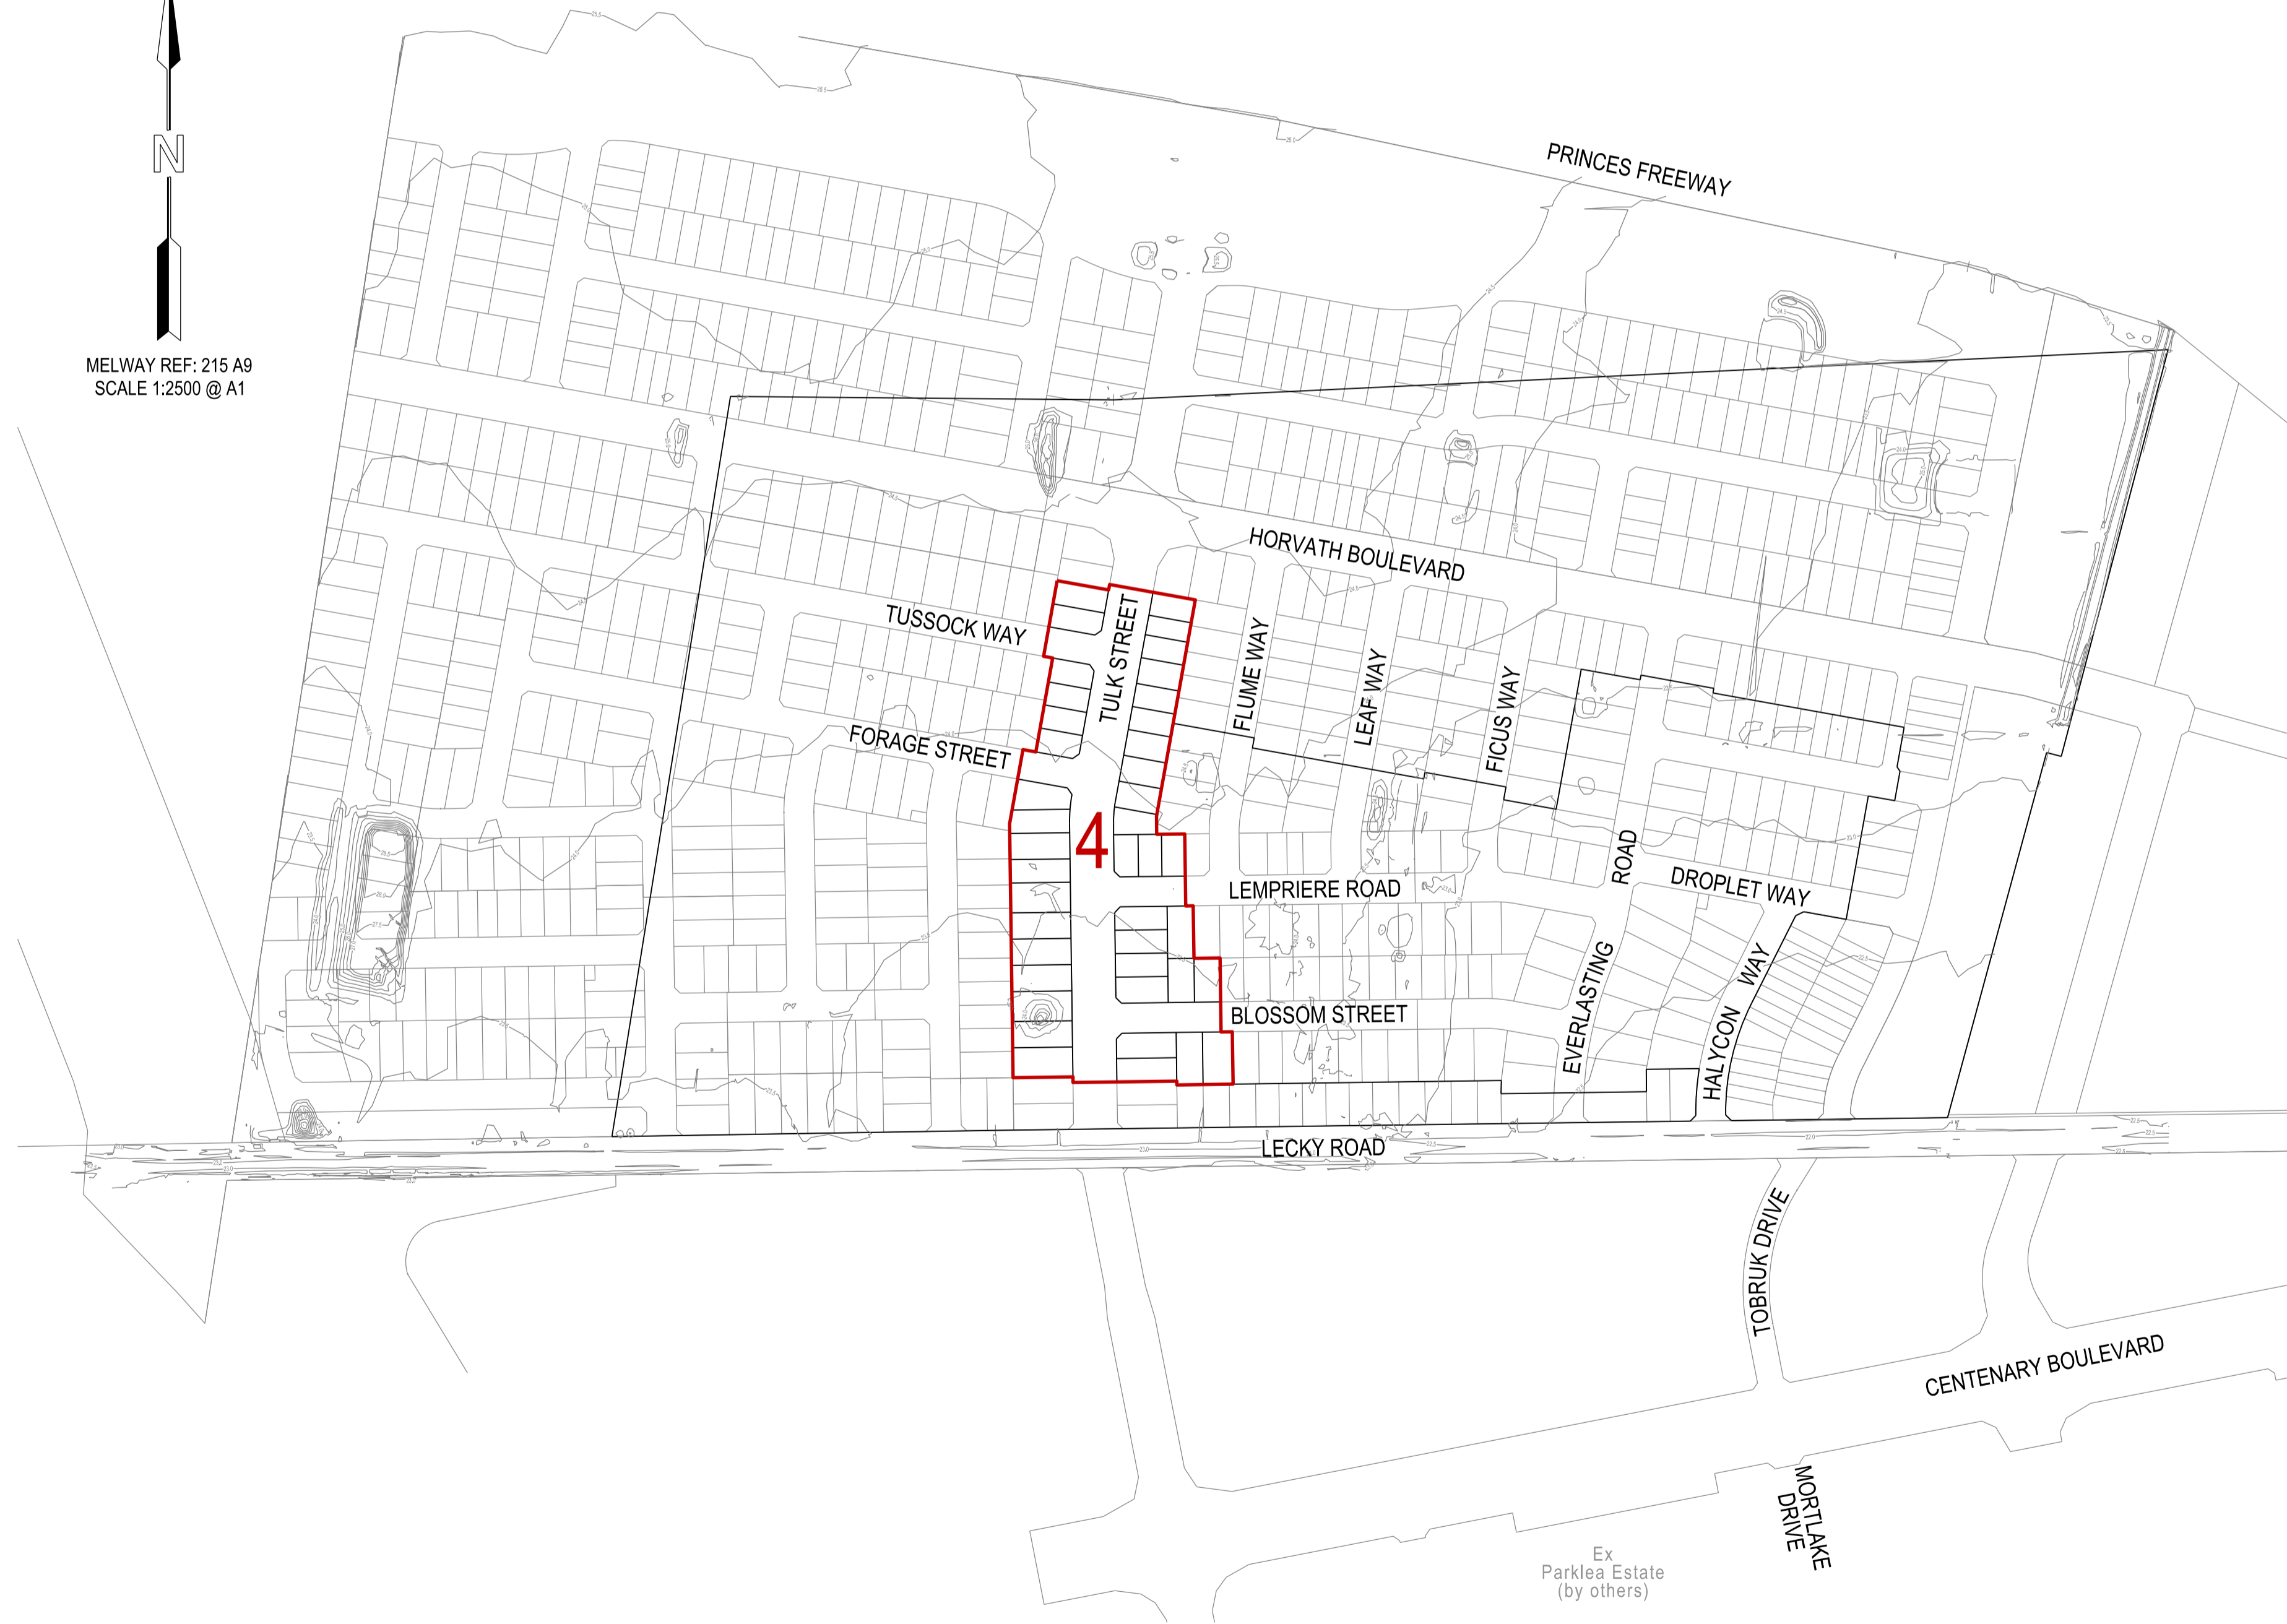 N
MELWAY REF: 215 A9
SCALE 1:2500 @ A1
PRINCES FREEWAY
HORVATH BOULEVARD
TUSSOCK WAY
TULK STREET
FLUME WAY
LEAF WAY
FICUS WAY
FORAGE STREET
4
LEMPRIERE ROAD
EVERLASTING ROAD
DROPLET WAY
HALYCON WAY
BLOSSOM STREET
LECKY ROAD
TOBRUK DRIVE
CENTENARY BOULEVARD
MORTLAKE
DRIVE
Ex
Parklea Estate
(by others)